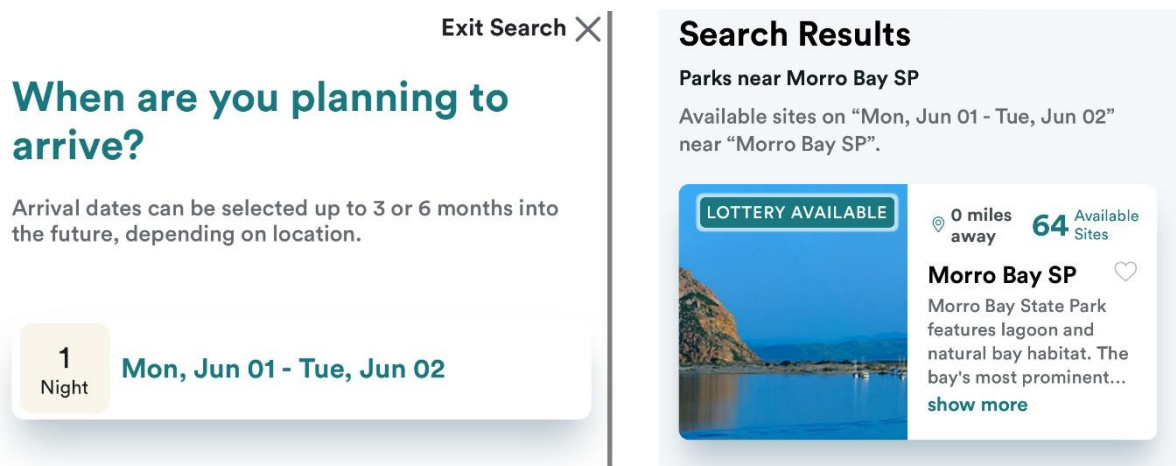 Exit Search
When are you planning to
arrive?
Arrival dates can be selected up to 3 or 6 months into
the future, depending on location.
1
Night
Mon, Jun 01 - Tue, Jun 02
Search Results
Parks near Morro Bay SP
Available sites on “Mon, Jun 01 - Tue, Jun 02”
near “Morro Bay SP”.
LOTTERY AVAILABLE
0 miles
away
64
Available
Sites
Morro Bay SP
Morro Bay State Park
features lagoon and
natural bay habitat. The
bay's most prominent...
show more